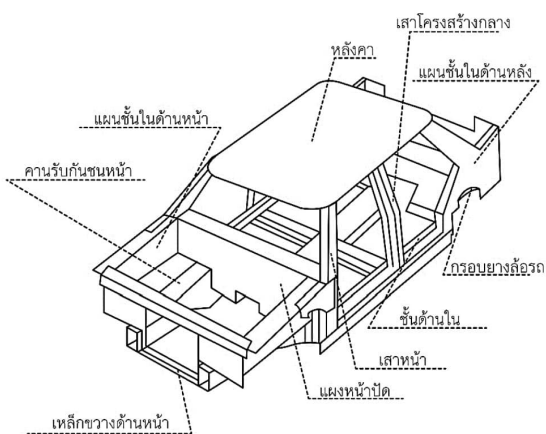 เสาโครงสร้างกลาง
หลังคา
แผนชั้นในด้านหลัง
แผนชั้นในด้านหน้า
คานรับกันชนหน้า
กรอบยางล้อรถ
ชั้นด้านใน
เสาหน้า
แผงหน้าปัด
เหล็กขวางด้านหน้า